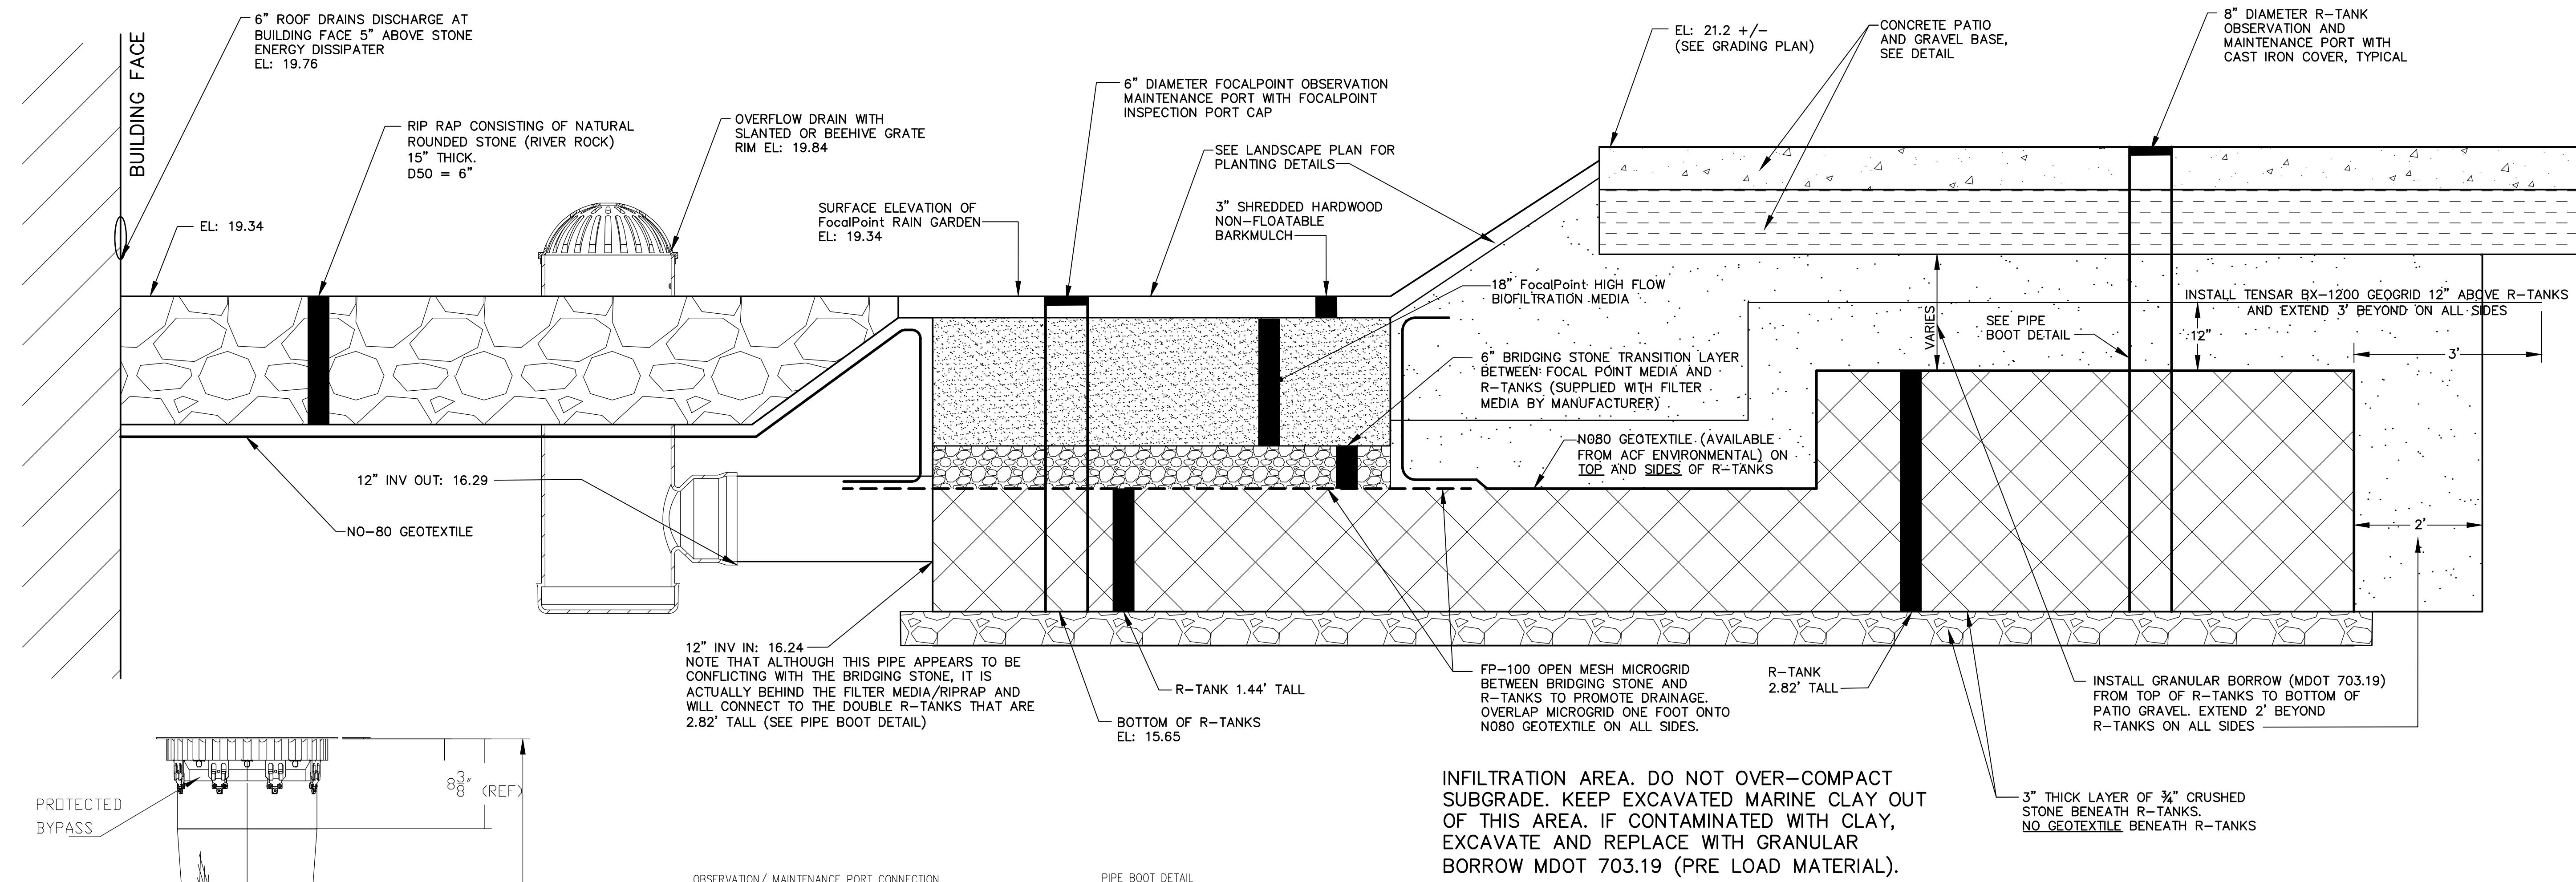 6" ROOF DRAINS DISCHARGE AT
BUILDING FACE 5" ABOVE STONE
ENERGY DISSIPATER
EL: 19.76
BUILDING FACE
RIP RAP CONSISTING OF NATURAL
ROUNDED STONE (RIVER ROCK)
15" THICK.
D50 = 6"
EL: 19.34
OVERFLOW DRAIN WITH
SLANTED OR BEEHIVE GRATE
RIM EL: 19.84
SURFACE ELEVATION OF
FocalPoint RAIN GARDEN
EL: 19.34
6" DIAMETER FOCALPOINT OBSERVATION
MAINTENANCE PORT WITH FOCALPOINT
INSPECTION PORT CAP
SEE LANDSCAPE PLAN FOR
PLANTING DETAILS
3" SHREDDED HARDWOOD
NON-FLOATABLE
BARKMULCH
EL: 21.2 +/-
(SEE GRADING PLAN)
CONCRETE PATIO
AND GRAVEL BASE,
SEE DETAIL
8" DIAMETER R-TANK
OBSERVATION AND
MAINTENANCE PORT WITH
CAST IRON COVER, TYPICAL
18" FocalPoint HIGH FLOW
BIOFILTRATION MEDIA
6" BRIDGING STONE TRANSITION LAYER
BETWEEN FOCAL POINT MEDIA AND
R-TANKS (SUPPLIED WITH FILTER
MEDIA BY MANUFACTURER)
VARIES
SEE PIPE
BOOT DETAIL
INSTALL TENSAR BX-1200 GEOGRID 12" ABOVE R-TANKS
AND EXTEND 3' BEYOND ON ALL SIDES
12"
3'
N080 GEOTEXTILE (AVAILABLE
FROM ACF ENVIRONMENTAL) ON
TOP AND SIDES OF R-TANKS
2'
12" INV OUT: 16.29
NO-80 GEOTEXTILE
12" INV IN: 16.24
NOTE THAT ALTHOUGH THIS PIPE APPEARS TO BE
CONFLICTING WITH THE BRIDGING STONE, IT IS
ACTUALLY BEHIND THE FILTER MEDIA/RIPRAP AND
WILL CONNECT TO THE DOUBLE R-TANKS THAT ARE
2.82' TALL (SEE PIPE BOOT DETAIL)
R-TANK 1.44' TALL
BOTTOM OF R-TANKS
EL: 15.65
FP-100 OPEN MESH MICROGRID
BETWEEN BRIDGING STONE AND
R-TANKS TO PROMOTE DRAINAGE.
OVERLAP MICROGRID ONE FOOT ONTO
N080 GEOTEXTILE ON ALL SIDES.
R-TANK
2.82' TALL
INSTALL GRANULAR BORROW (MDOT 703.19)
FROM TOP OF R-TANKS TO BOTTOM OF
PATIO GRAVEL. EXTEND 2' BEYOND
R-TANKS ON ALL SIDES
INFILTRATION AREA. DO NOT OVER-COMPACT
SUBGRADE. KEEP EXCAVATED MARINE CLAY OUT
OF THIS AREA. IF CONTAMINATED WITH CLAY,
EXCAVATE AND REPLACE WITH GRANULAR
BORROW MDOT 703.19 (PRE LOAD MATERIAL).
3" THICK LAYER OF ¾" CRUSHED
STONE BENEATH R-TANKS.
NO GEOTEXTILE BENEATH R-TANKS
PROTECTED
BYPASS
8 3/8" (REF)
OBSERVATION/ MAINTENANCE PORT CONNECTION
PIPE BOOT DETAIL